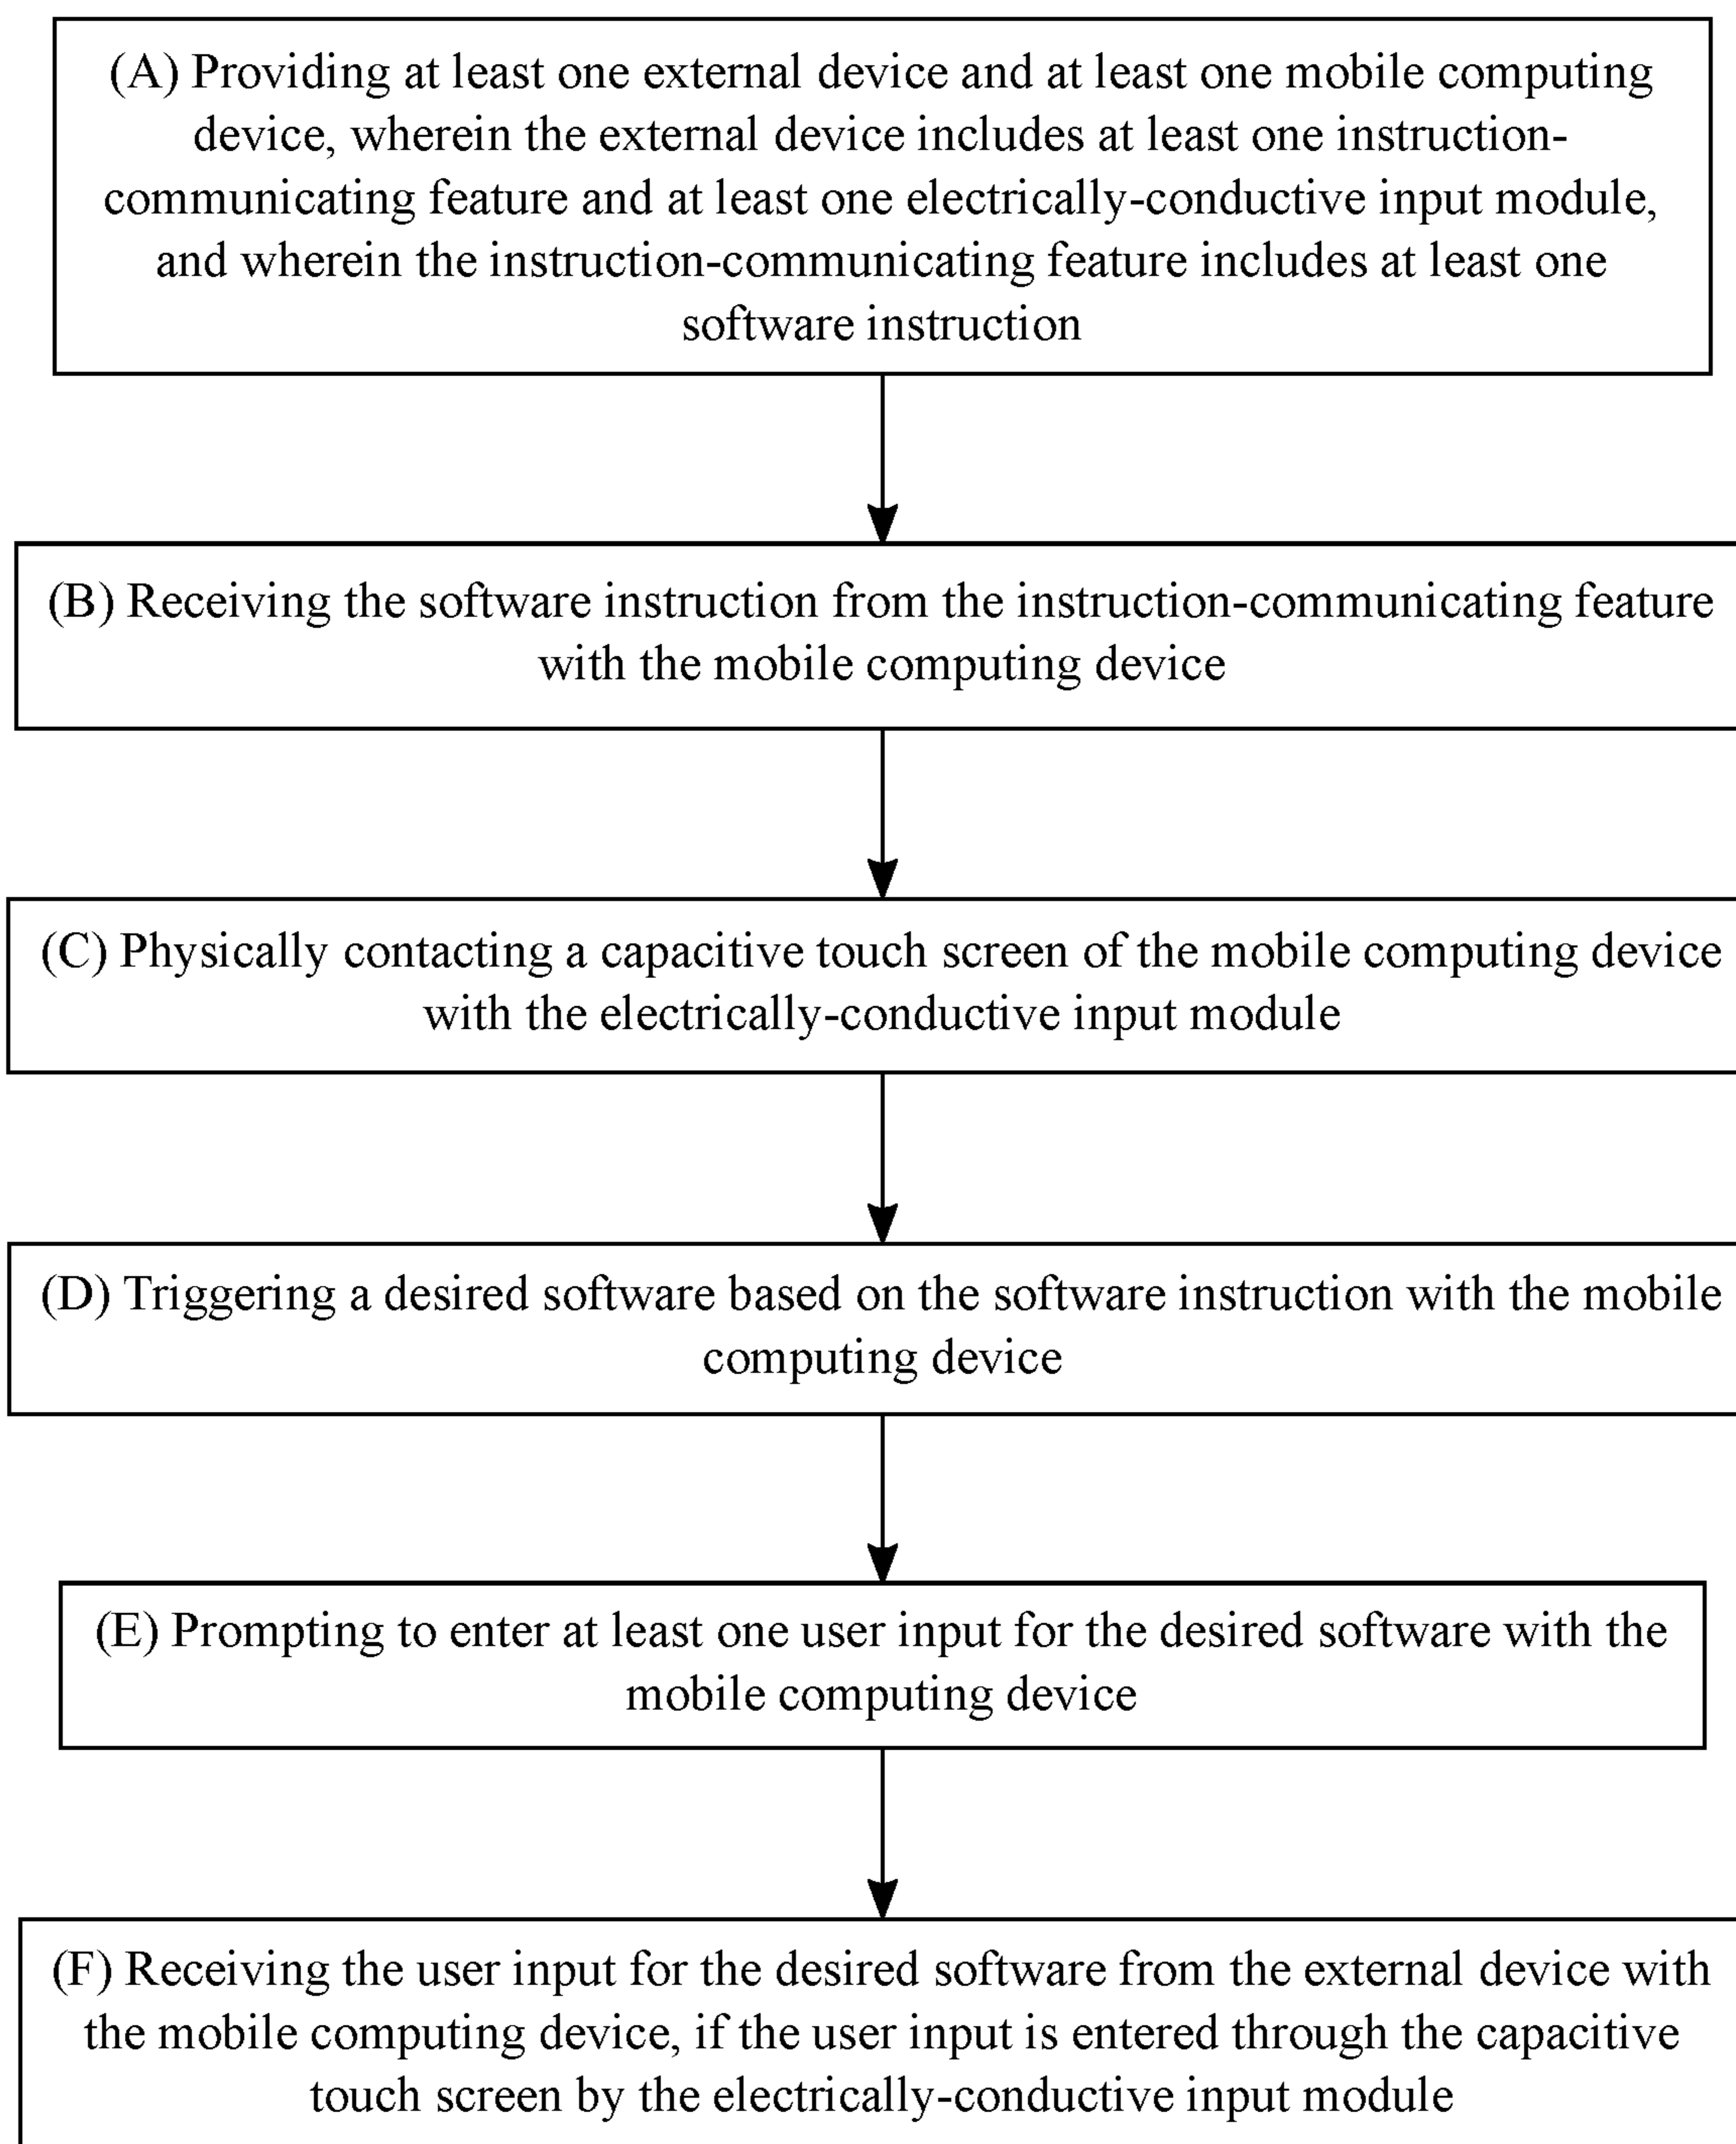 (A) Providing at least one external device and at least one mobile computing
device, wherein the external device includes at least one instruction-
communicating feature and at least one electrically-conductive input module,
and wherein the instruction-communicating feature includes at least one
software instruction
(B) Receiving the software instruction from the instruction-communicating feature
with the mobile computing device
(C) Physically contacting a capacitive touch screen of the mobile computing device
with the electrically-conductive input module
(D) Triggering a desired software based on the software instruction with the mobile
computing device
(E) Prompting to enter at least one user input for the desired software with the
mobile computing device
(F) Receiving the user input for the desired software from the external device with
the mobile computing device, if the user input is entered through the capacitive
touch screen by the electrically-conductive input module